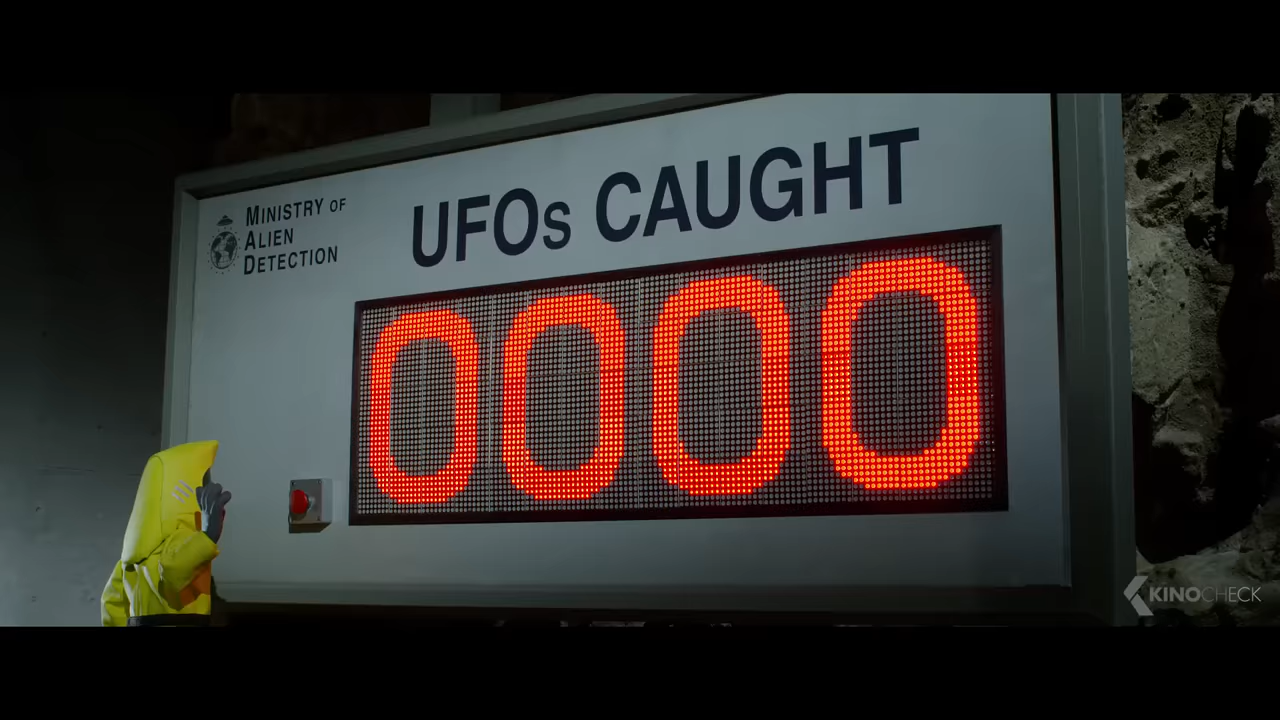 UFOs CAUGHT
MINISTRY OF
ALIEN
DETECTION
0000
KINOCHECK